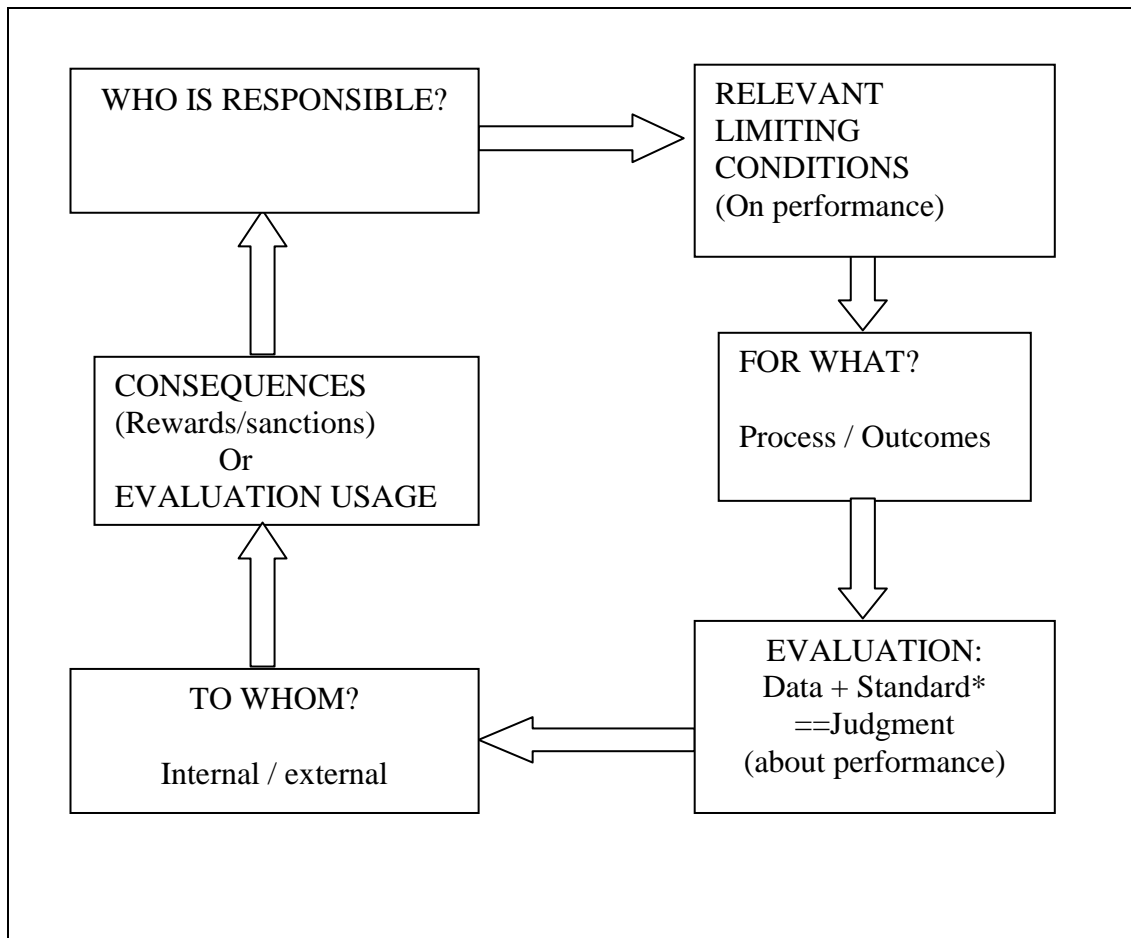 WHO IS RESPONSIBLE?
RELEVANT
LIMITING
CONDITIONS
(On performance)
FOR WHAT?
Process / Outcomes
EVALUATION:
Data + Standard*
==Judgment
(about performance)
TO WHOM?
Internal / external
CONSEQUENCES
(Rewards/sanctions)
Or
EVALUATION USAGE